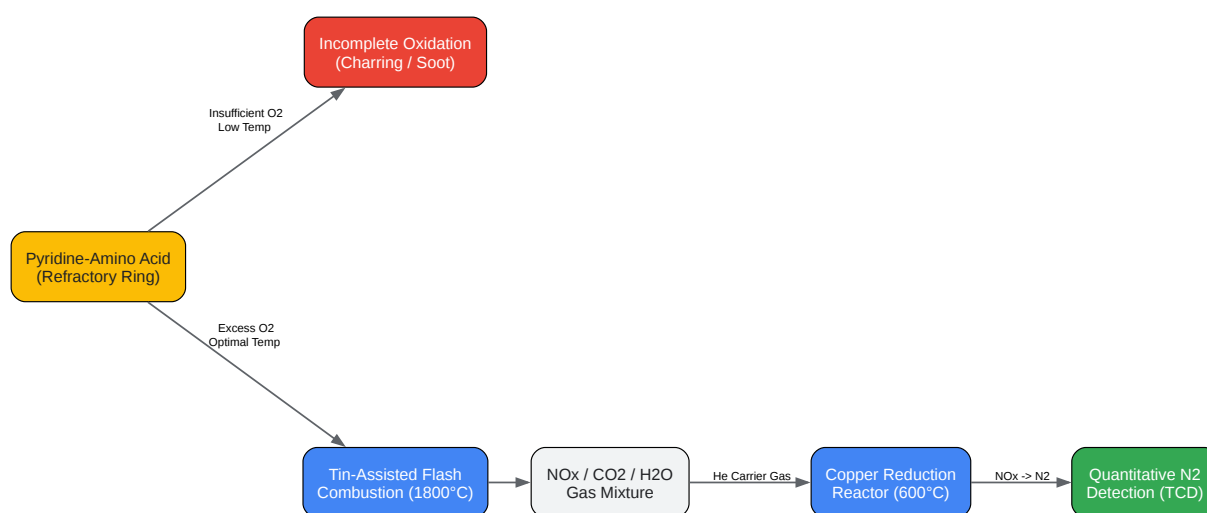 Incomplete Oxidation
(Charring / Soot)
Insufficient O2
Low Temp
Pyridine-Amino Acid
(Refractory Ring)
Excess O2
Optimal Temp
Tin-Assisted Flash
Combustion (1800°C)
NOx / CO2 / H2O
Gas Mixture
He Carrier Gas
Copper Reduction
Reactor (600°C)
NOx -> N2
Quantitative N2
Detection (TCD)